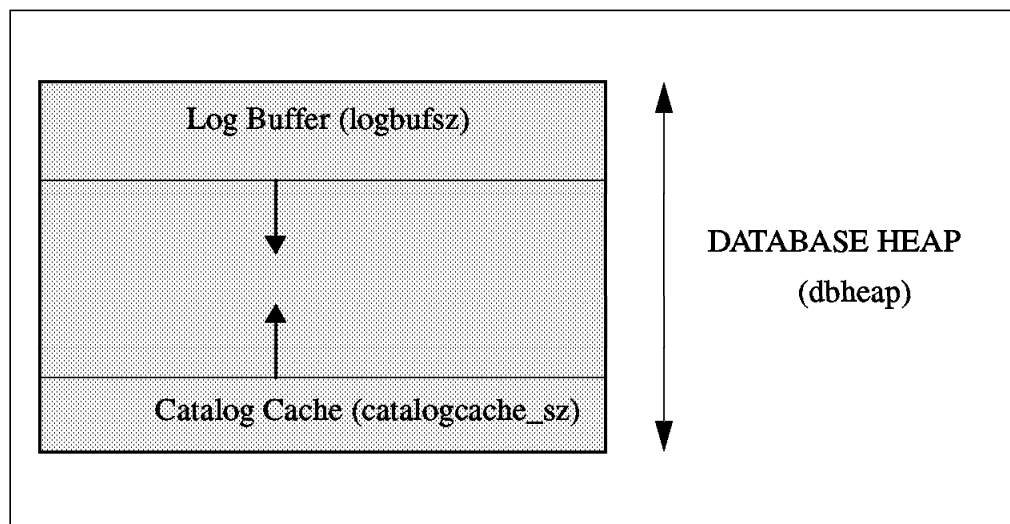 Log Buffer (logbufsz)
DATABASE HEAP
(dbheap)
Catalog Cache (catalogcache_sz)